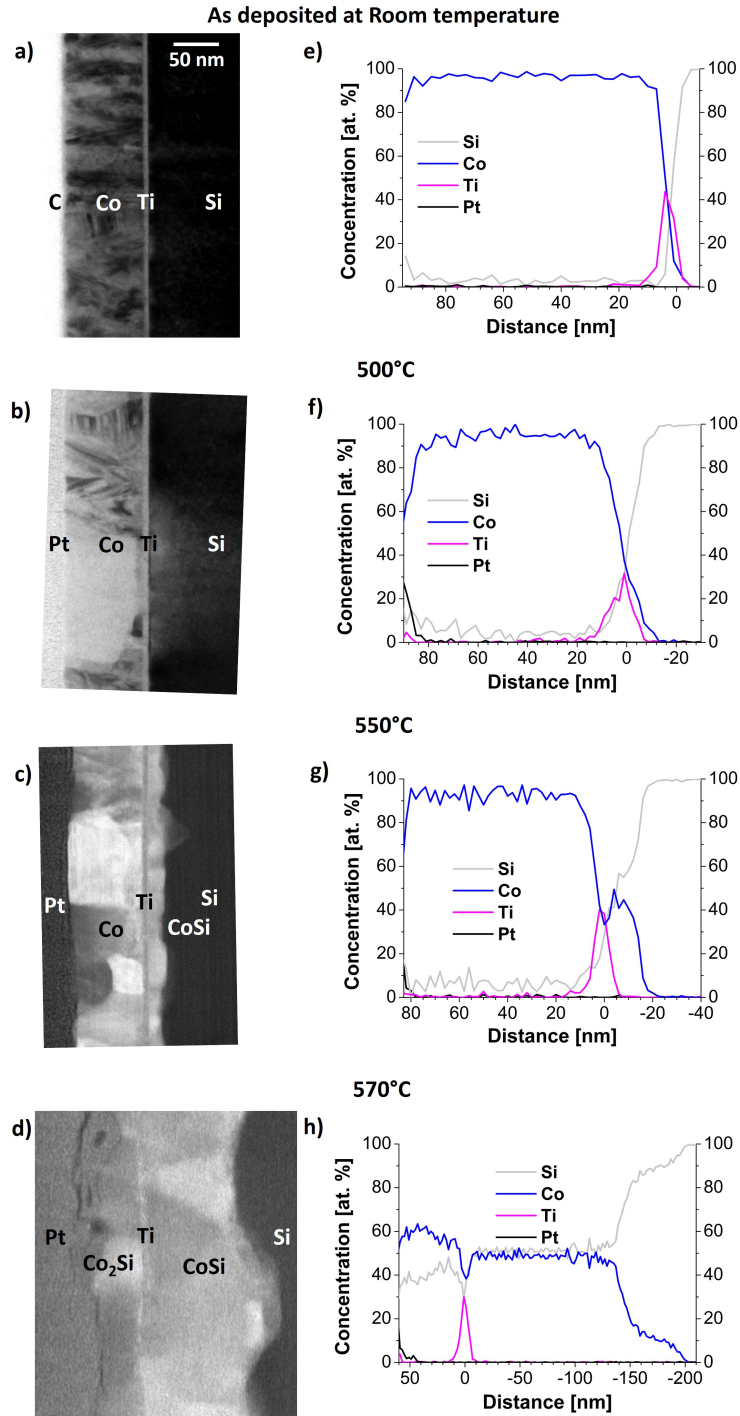 As deposited at Room temperature
a)
50 nm
C Co Ti Si
e)
Concentration [at. %]
100
80
60
40
20
0
Si
Co
Ti
Pt
100
80
60
40
20
0
80 60 40 20 0
Distance [nm]
500°C
b)
Pt Co Ti Si
f)
Concentration [at. %]
100
80
60
40
20
0
Si
Co
Ti
Pt
100
80
60
40
20
0
80 60 40 20 0 -20
Distance [nm]
550°C
c)
Pt Co Ti CoSi Si
g)
Concentration [at. %]
100
80
60
40
20
0
Si
Co
Ti
Pt
100
80
60
40
20
0
80 60 40 20 0 -20 -40
Distance [nm]
570°C
d)
Pt Co₂Si Ti CoSi Si
h)
Concentration [at. %]
100
80
60
40
20
0
Si
Co
Ti
Pt
100
80
60
40
20
0
50 0 -50 -100 -150 -200
Distance [nm]